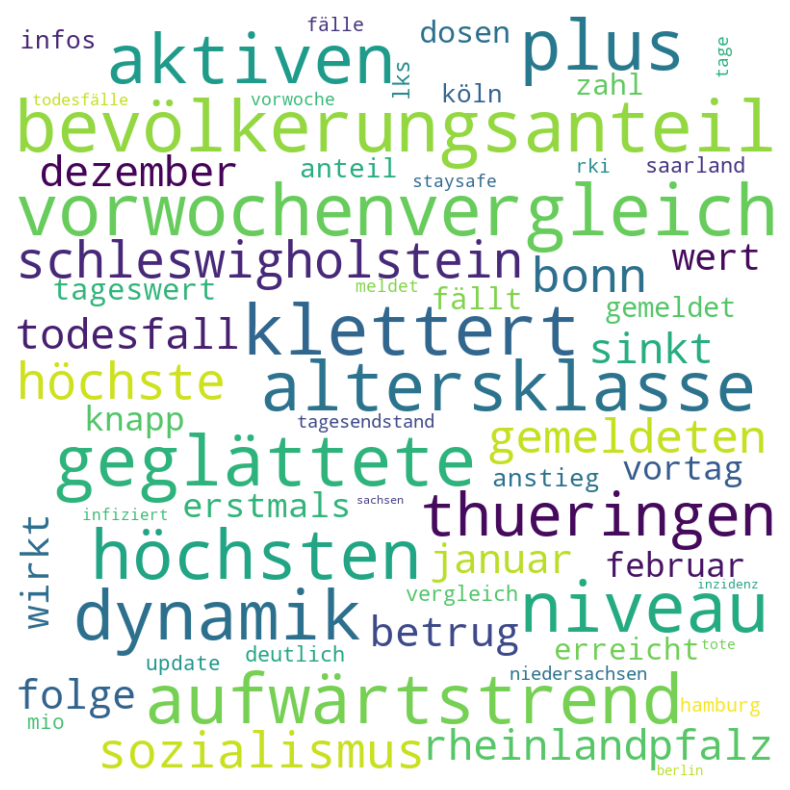 infos aktiven fälle lks dosen plus tage
todesfälle vorwoche köln zahl
bevölkerungsanteil
dezember anteil staysafe rki saarland
vorwochenvergleich
schleswigholstein bonn wert
tageswert meldet fällt gemeldet
todesfall klettert sinkt
höchste altersklasse
knapp tagesendstand gemeldeten
geglättete anstieg vortag
wirkt infiziert erstmals sachsen thueringen
höchsten januar februar
dynamik vergleich niveau inzidenz
update deutlich betrug erreicht tote
folge aufwärtstrend niedersachsen hamburg
mio sozialismus rheinlandpfalz
berlin